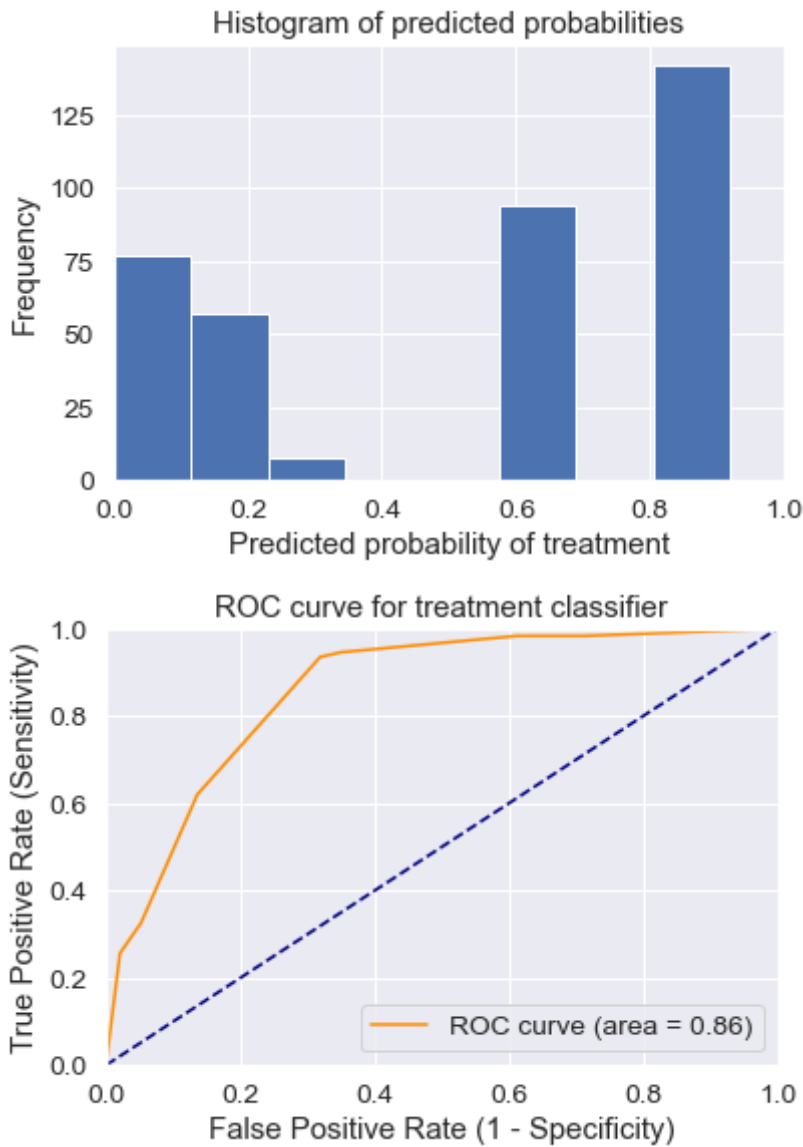 Histogram of predicted probabilities
125
100
75
50
25
0
Frequency
0.0 0.2 0.4 0.6 0.8 1.0
Predicted probability of treatment
ROC curve for treatment classifier
1.0
0.8
0.6
0.4
0.2
0.0
True Positive Rate (Sensitivity)
ROC curve (area = 0.86)
0.0 0.2 0.4 0.6 0.8 1.0
False Positive Rate (1 - Specificity)